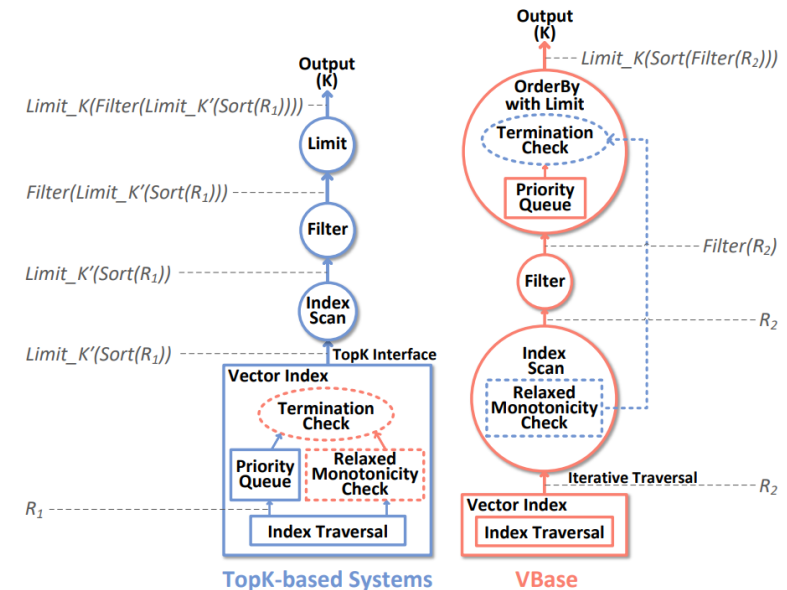 Output
(K)
Limit_K(Filter(Limit_K'(Sort(R1))))
Limit
Filter(Limit_K'(Sort(R1)))
Filter
Limit_K'(Sort(R1))
Index
Scan
Limit_K'(Sort(R1))
TopK Interface
Vector Index
Termination
Check
Priority
Queue
Relaxed
Monotonicity
Check
R1
Index Traversal
TopK-based Systems
Output
(K)
Limit_K(Sort(Filter(R2)))
OrderBy
with Limit
Termination
Check
Priority
Queue
Filter(R2)
Filter
R2
Index
Scan
Relaxed
Monotonicity
Check
Iterative Traversal
R2
Vector Index
Index Traversal
VBase